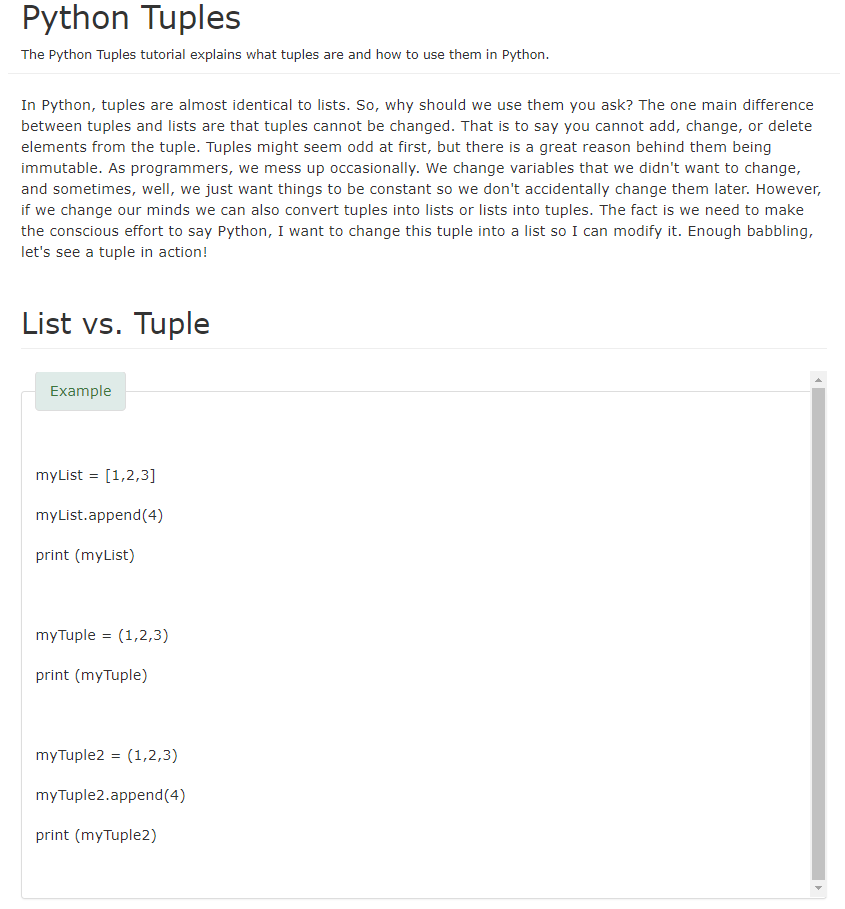 Python Tuples
The Python Tuples tutorial explains what tuples are and how to use them in Python.
In Python, tuples are almost identical to lists. So, why should we use them you ask? The one main difference
between tuples and lists are that tuples cannot be changed. That is to say you cannot add, change, or delete
elements from the tuple. Tuples might seem odd at first, but there is a great reason behind them being
immutable. As programmers, we mess up occasionally. We change variables that we didn't want to change,
and sometimes, well, we just want things to be constant so we don't accidentally change them later. However,
if we change our minds we can also convert tuples into lists or lists into tuples. The fact is we need to make
the conscious effort to say Python, I want to change this tuple into a list so I can modify it. Enough babbling,
let's see a tuple in action!
List vs. Tuple
Example
myList = [1,2,3]
myList.append(4)
print (myList)
myTuple = (1,2,3)
print (myTuple)
myTuple2 = (1,2,3)
myTuple2.append(4)
print (myTuple2)